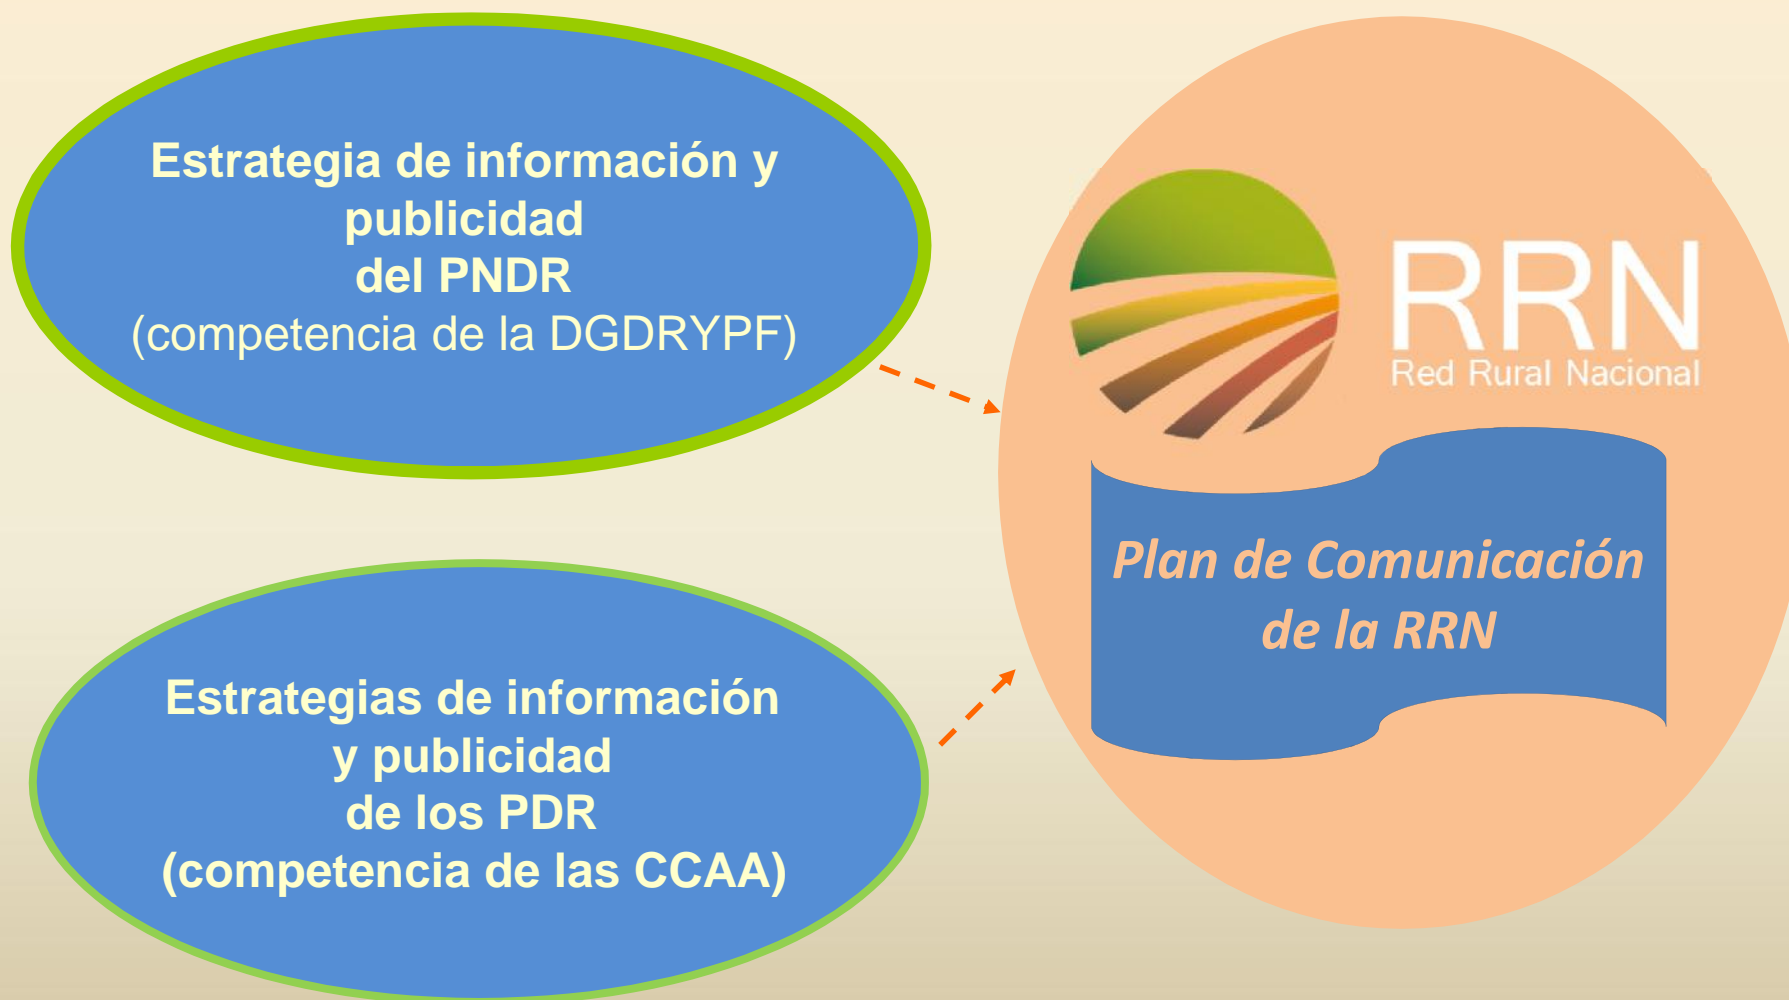 Estrategia de información y
publicidad
del PNDR
(competencia de la DGDRYPF)
RRN
Red Rural Nacional
Plan de Comunicación
de la RRN
Estrategias de información
y publicidad
de los PDR
(competencia de las CCAA)